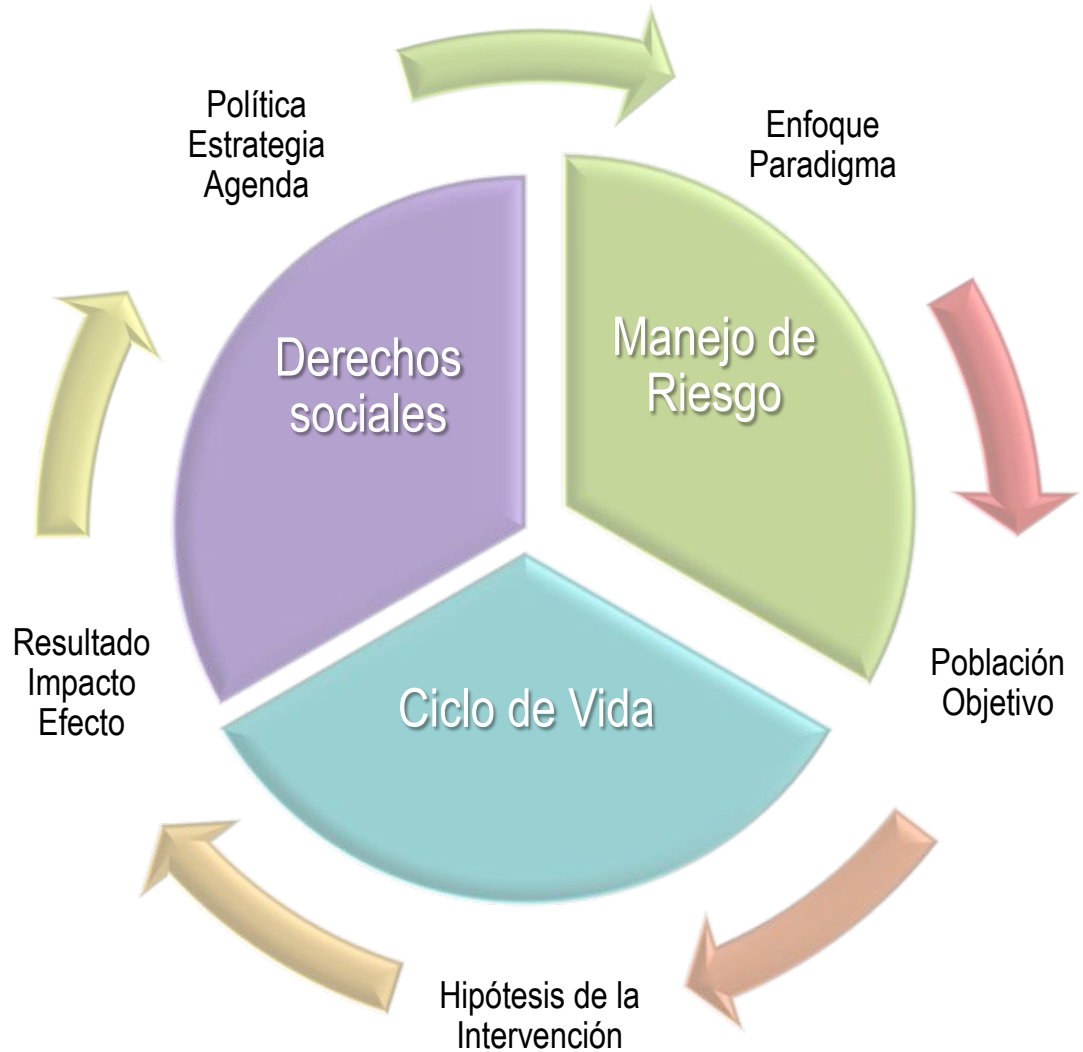 Política
Estrategia
Agenda
Enfoque
Paradigma
Derechos
sociales
Manejo de
Riesgo
Resultado
Impacto
Efecto
Ciclo de Vida
Población
Objetivo
Hipótesis de la
Intervención